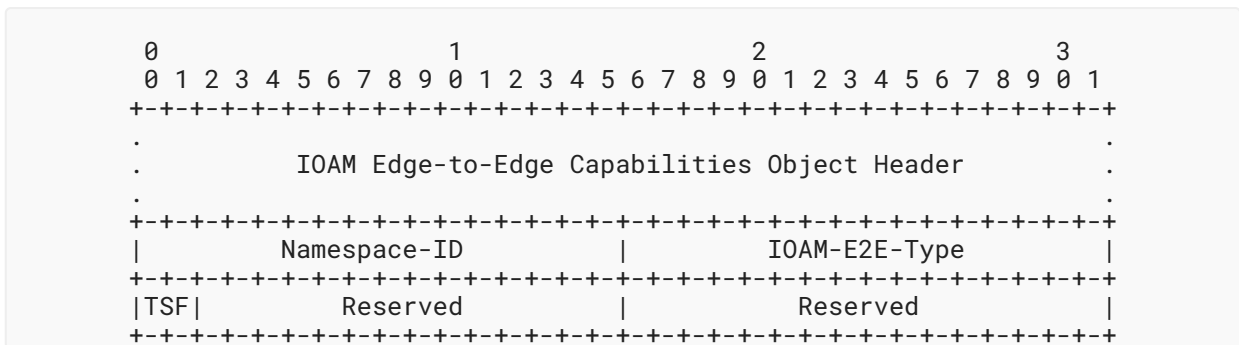 0                   1                   2                   3
 0 1 2 3 4 5 6 7 8 9 0 1 2 3 4 5 6 7 8 9 0 1 2 3 4 5 6 7 8 9 0 1
+-+-+-+-+-+-+-+-+-+-+-+-+-+-+-+-+-+-+-+-+-+-+-+-+-+-+-+-+-+-+-+-+
.                                                               .
.          IOAM Edge-to-Edge Capabilities Object Header         .
.                                                               .
+-+-+-+-+-+-+-+-+-+-+-+-+-+-+-+-+-+-+-+-+-+-+-+-+-+-+-+-+-+-+-+-+
|         Namespace-ID          |         IOAM-E2E-Type         |
+-+-+-+-+-+-+-+-+-+-+-+-+-+-+-+-+-+-+-+-+-+-+-+-+-+-+-+-+-+-+-+-+
|TSF|         Reserved          |           Reserved            |
+-+-+-+-+-+-+-+-+-+-+-+-+-+-+-+-+-+-+-+-+-+-+-+-+-+-+-+-+-+-+-+-+